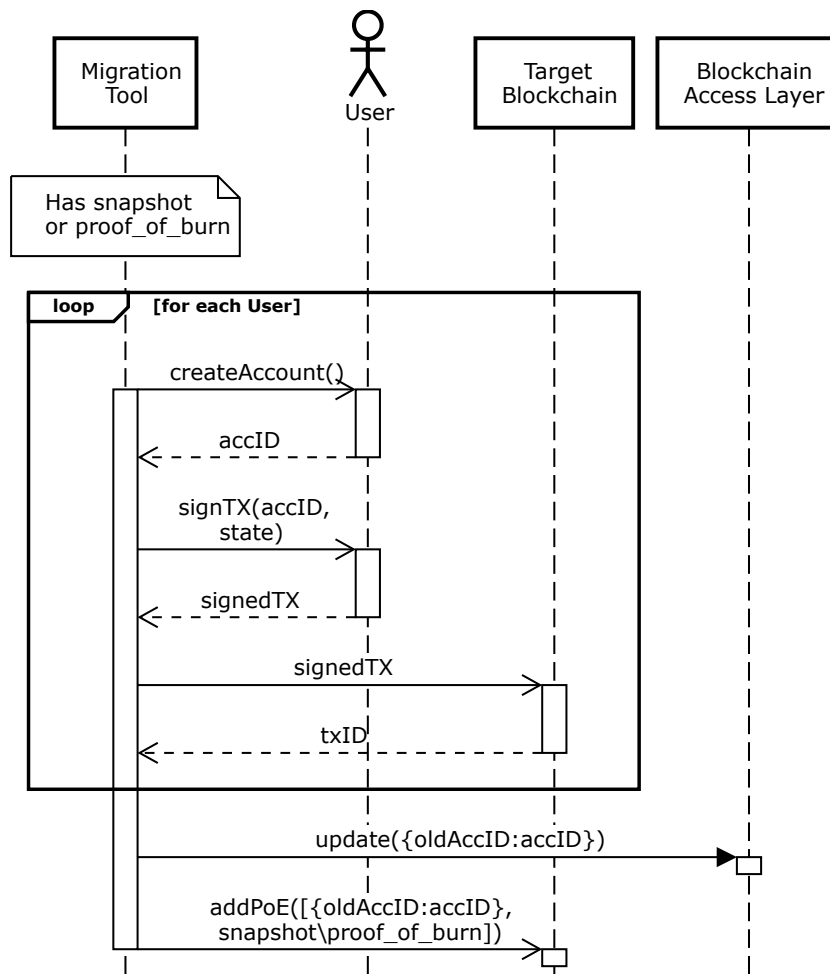 Migration
Tool
User
Target
Blockchain
Blockchain
Access Layer
Has snapshot
or proof_of_burn
loop
[for each User]
createAccount()
accID
signTX(accID,
state)
signedTX
signedTX
txID
update({oldAccID:accID})
addPoE([{oldAccID:accID},
snapshot\proof_of_burn])